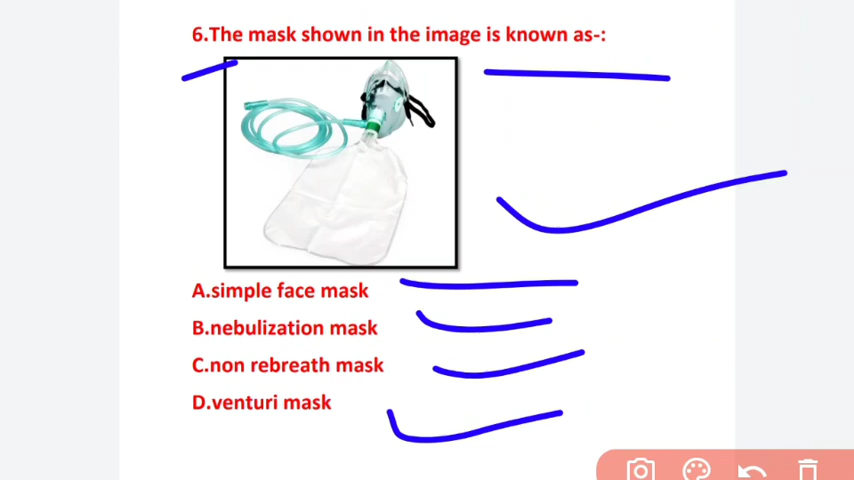 6.The mask shown in the image is known as-:
A.simple face mask
B.nebulization mask
C.non rebreath mask
D.venturi mask